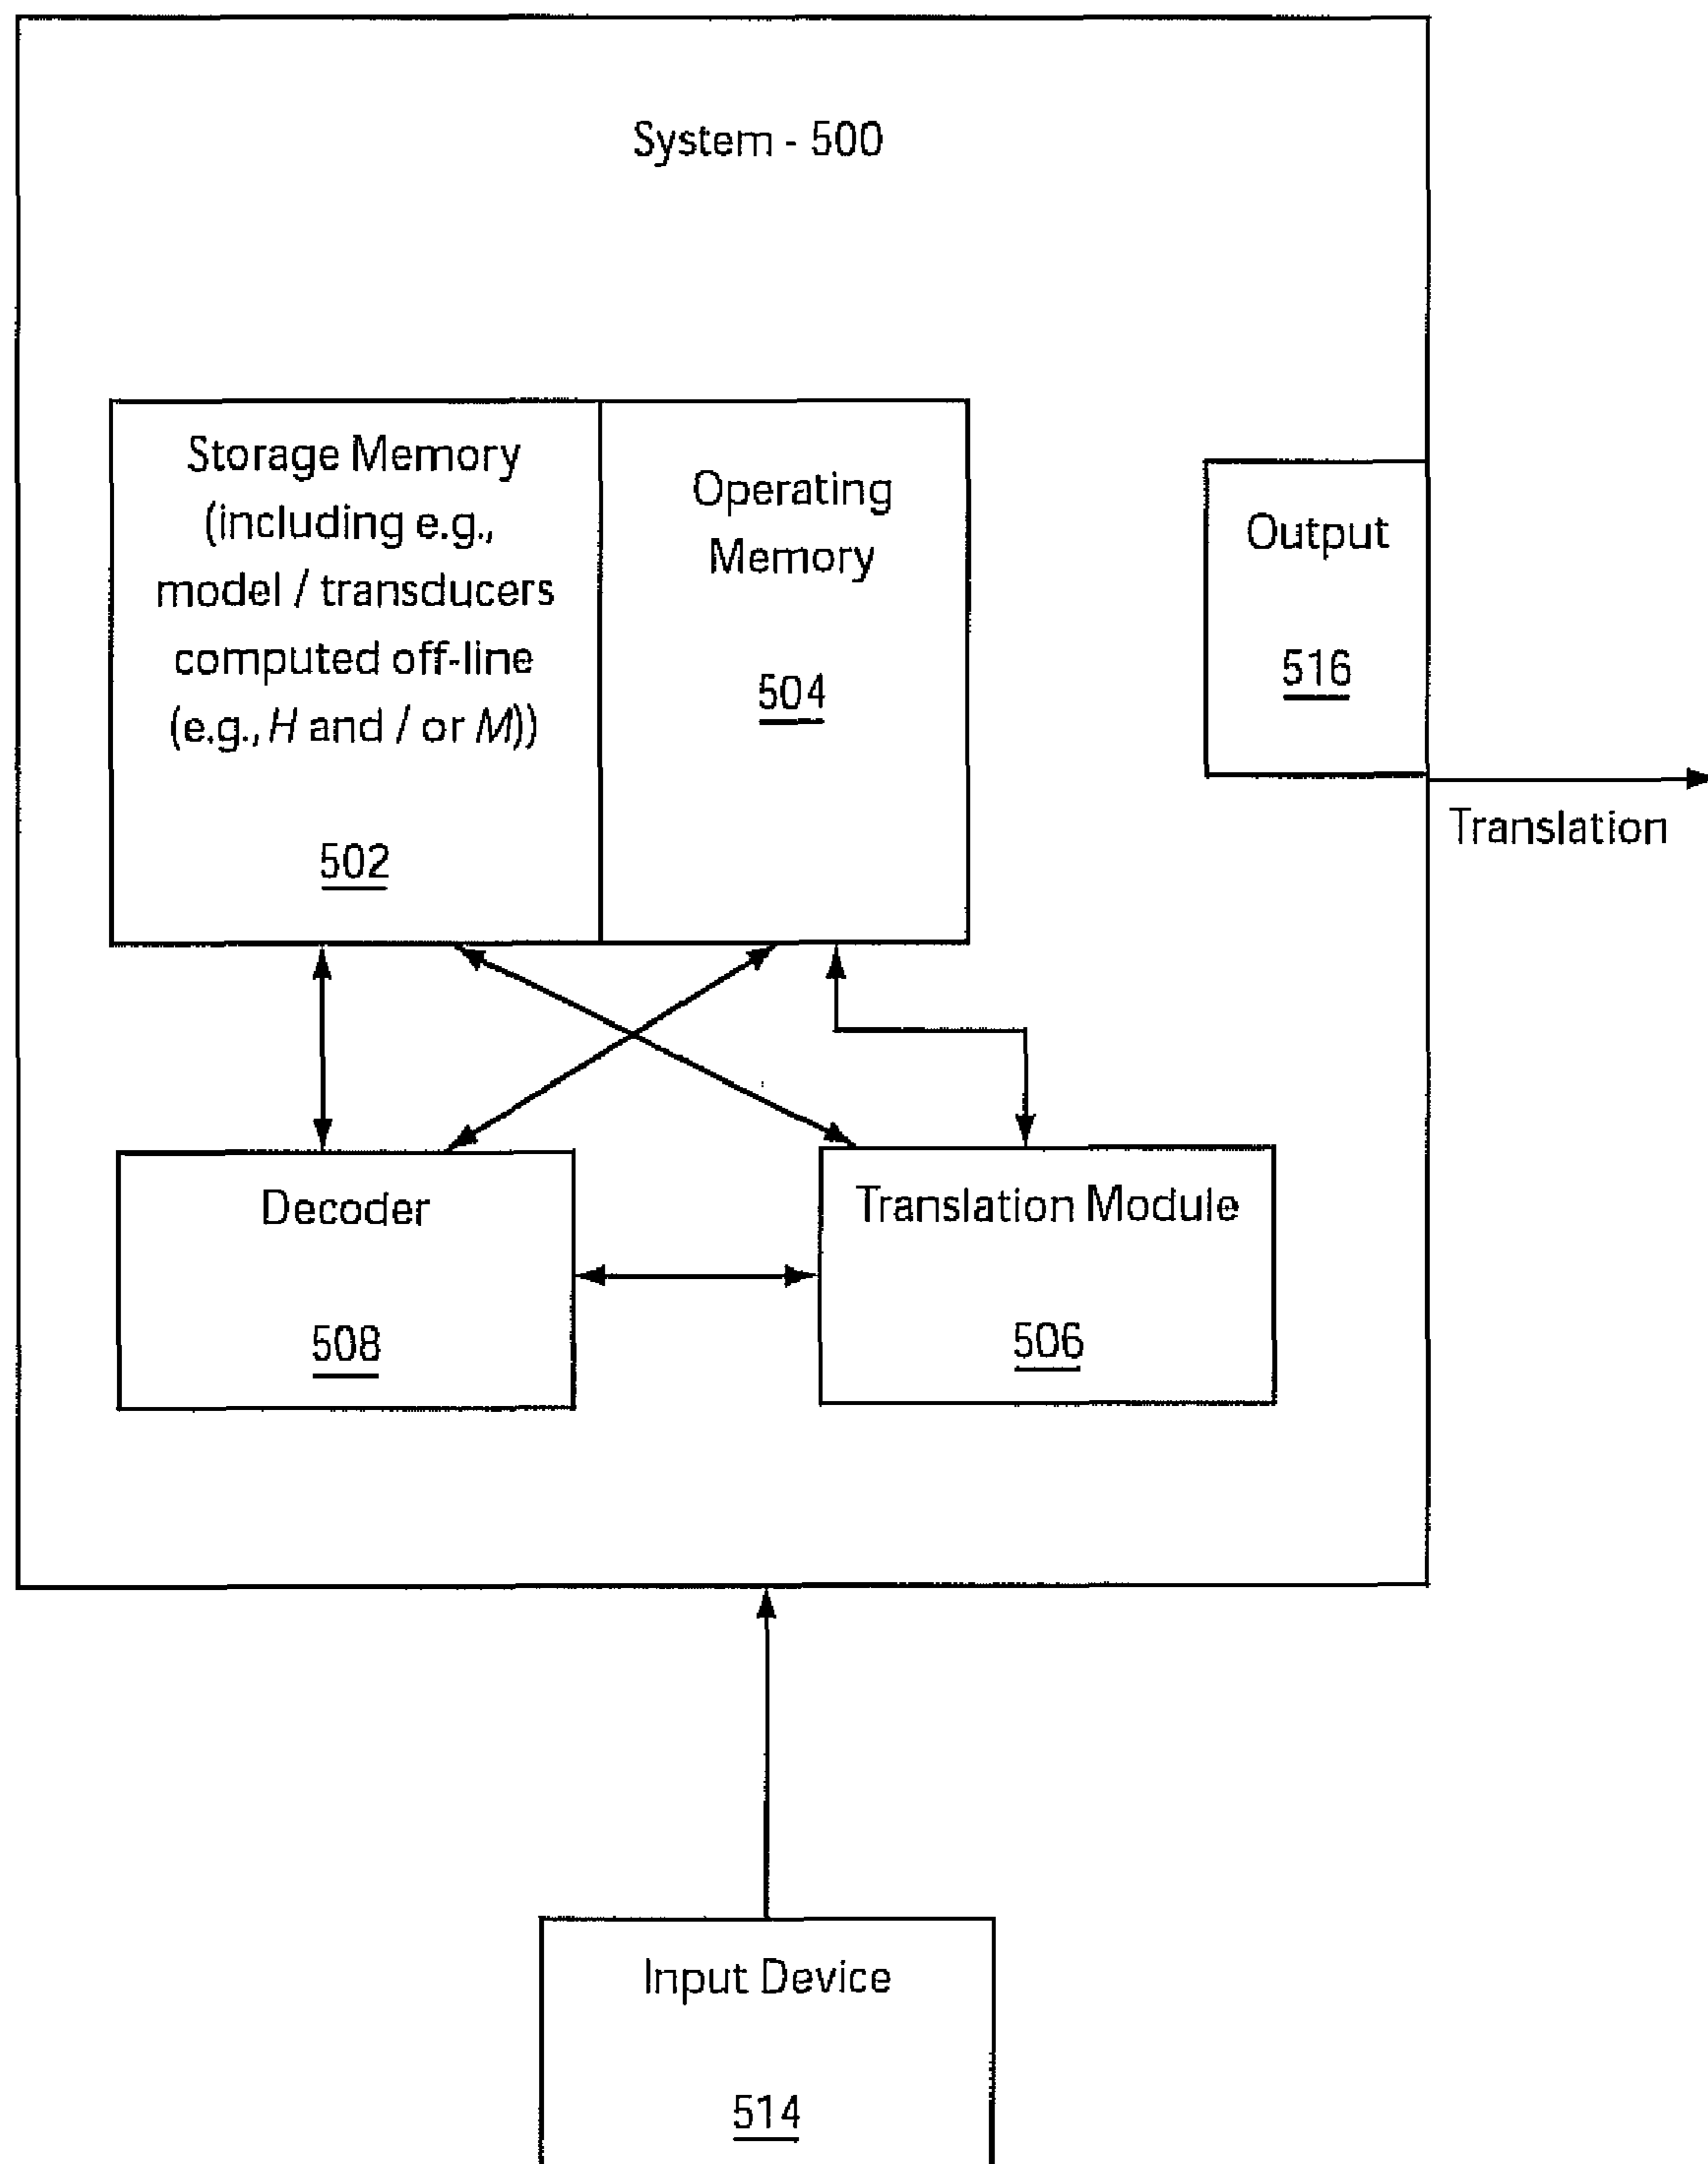 System - 500
Storage Memory
(including e.g.,
model / transducers
computed off-line
(e.g., H and / or M))
502
Operating
Memory
504
Output
516
Translation
Decoder
508
Translation Module
506
Input Device
514